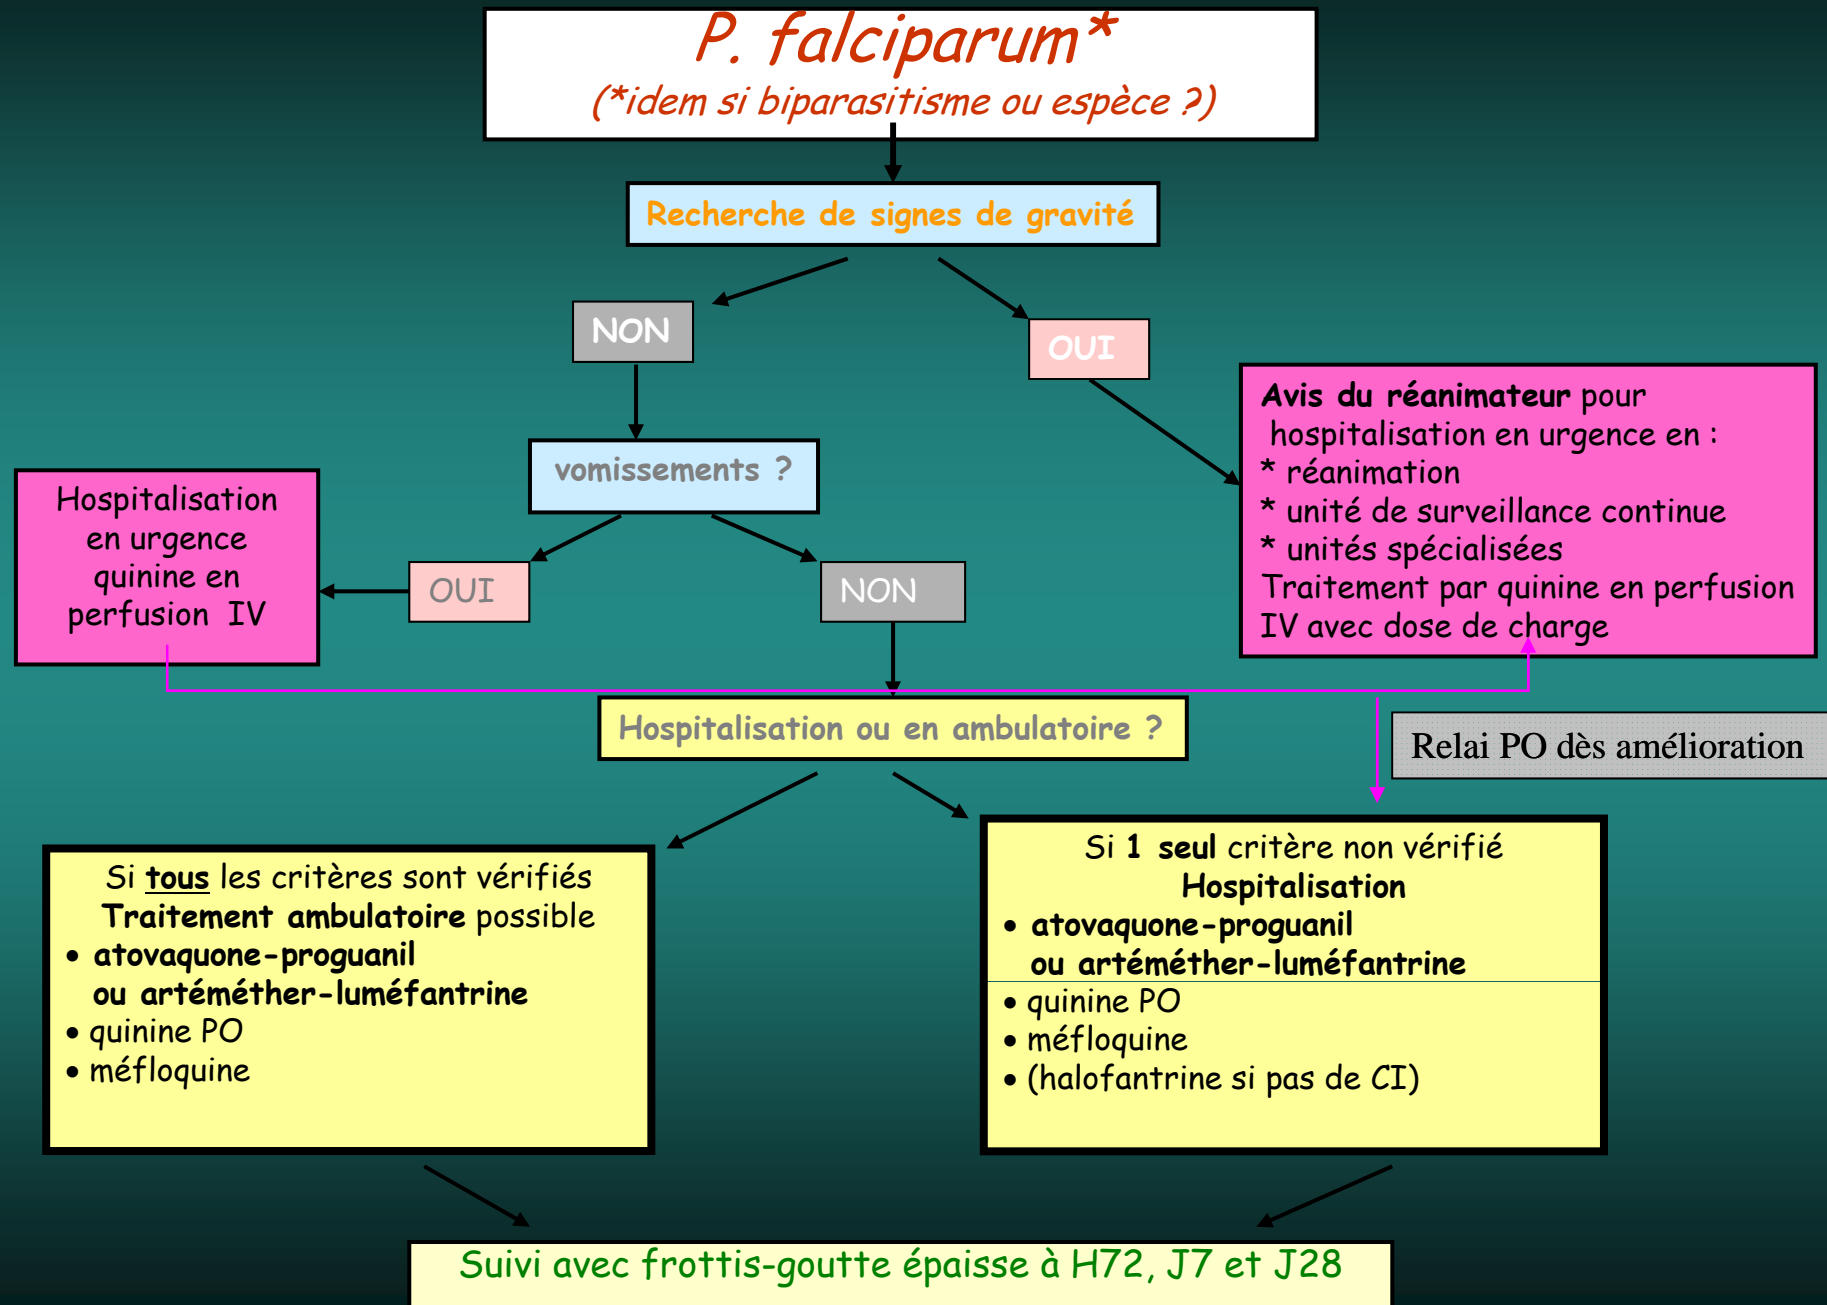 P. falciparum*
(*idem si biparasitisme ou espèce ?)
Recherche de signes de gravité
NON
OUI
Avis du réanimateur pour
hospitalisation en urgence en :
* réanimation
* unité de surveillance continue
* unités spécialisées
Traitement par quinine en perfusion
IV avec dose de charge
vomissements ?
Hospitalisation
en urgence
quinine en
perfusion IV
OUI
NON
Hospitalisation ou en ambulatoire ?
Relai PO dès amélioration
Si tous les critères sont vérifiés
Traitement ambulatoire possible
• atovaquone-proguanil
ou artéméther-luméfantrine
• quinine PO
• méfloquine
Si 1 seul critère non vérifié
Hospitalisation
• atovaquone-proguanil
ou artéméther-luméfantrine
• quinine PO
• méfloquine
• (halofantrine si pas de CI)
Suivi avec frottis-goutte épaisse à H72, J7 et J28